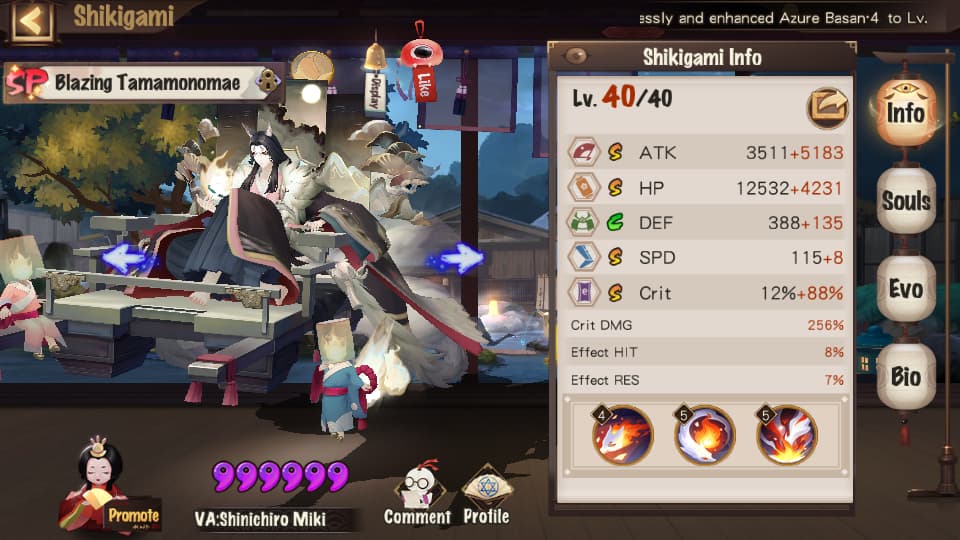 Shikigami
essly and enhanced Azure Basan·4 to Lv.
SP Blazing Tamamonomae
Display
Like
Shikigami Info
Lv. 40/40
ATK 3511+5183
HP 12532+4231
DEF 388+135
SPD 115+8
Crit 12%+88%
Crit DMG 256%
Effect HIT 8%
Effect RES 7%
4 5 5
Info
Souls
Evo
Bio
Promote
VA:Shinichiro Miki
Comment
Profile